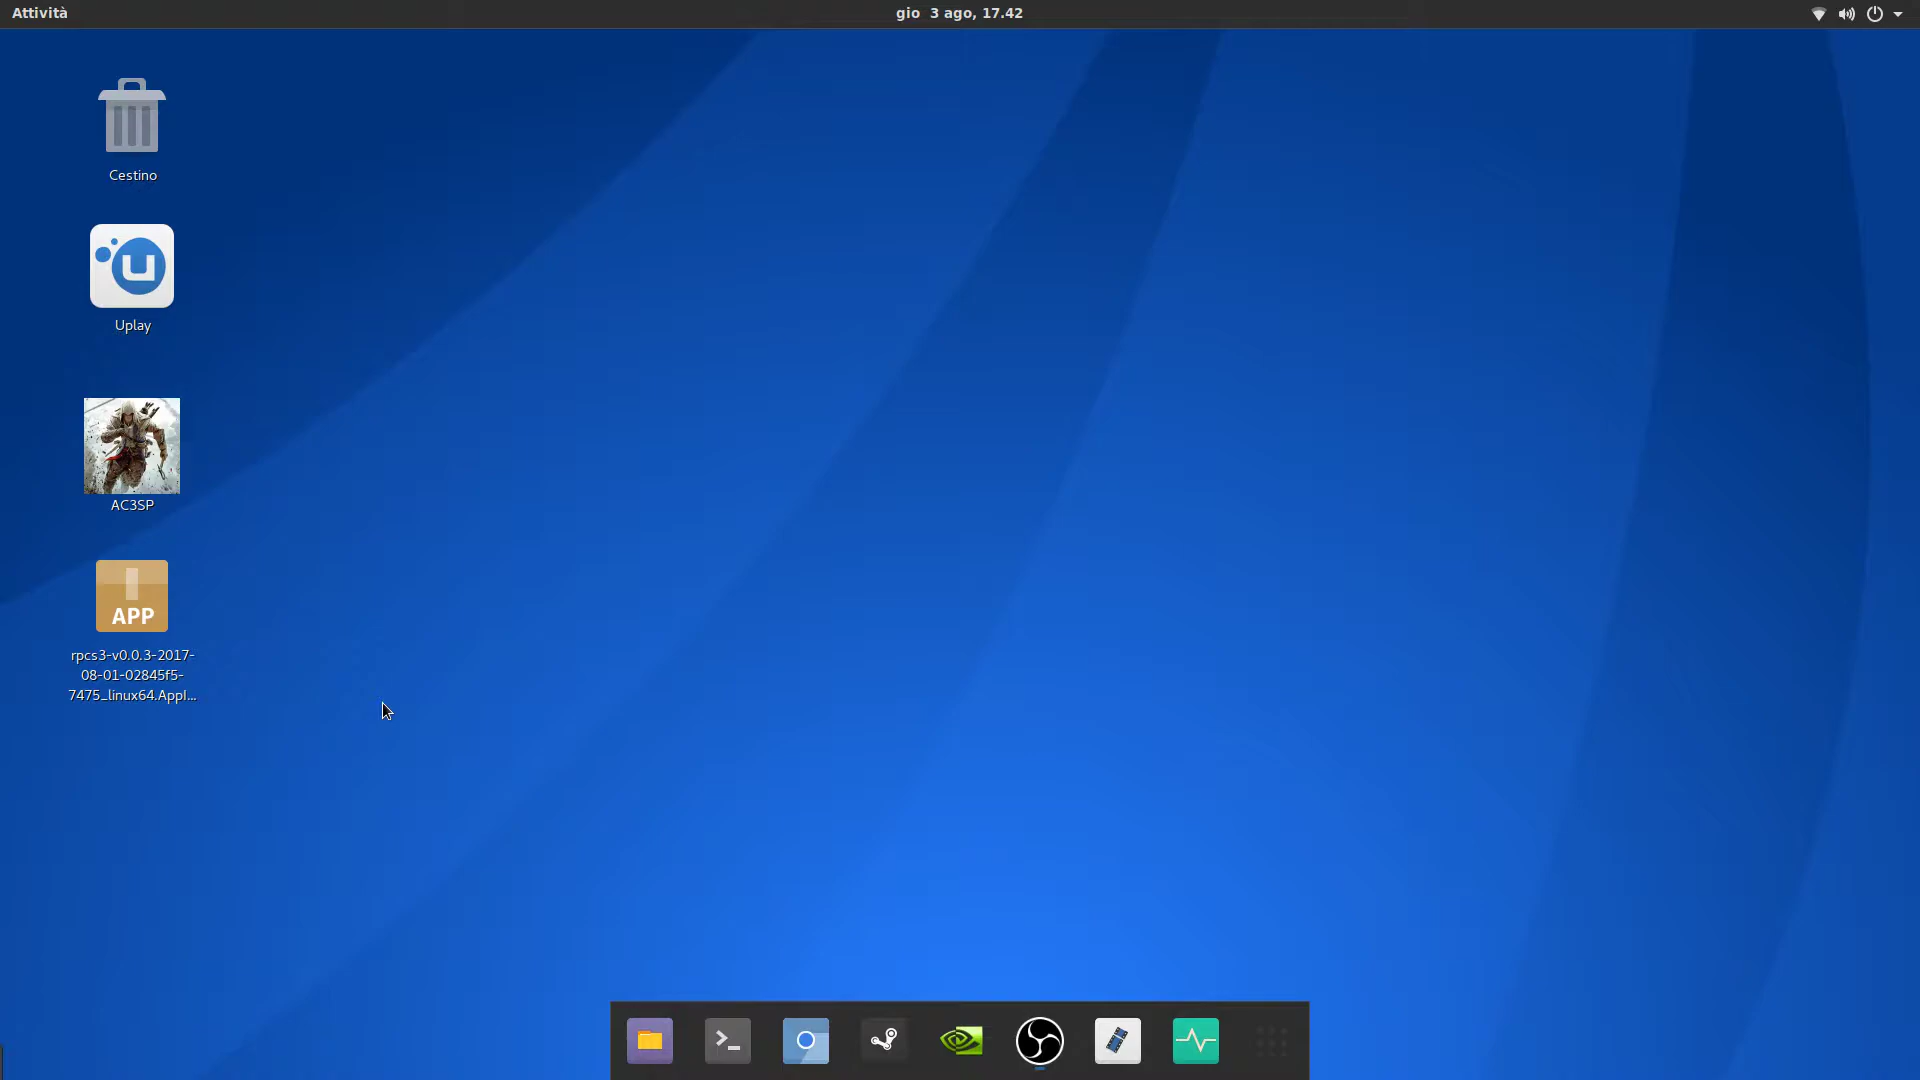 Attività
gio 3 ago, 17.42
Cestino
U
Uplay
AC3SP
APP
rpcs3-v0.0.3-2017-
08-01-02845f5-
7475_linux64.AppI...